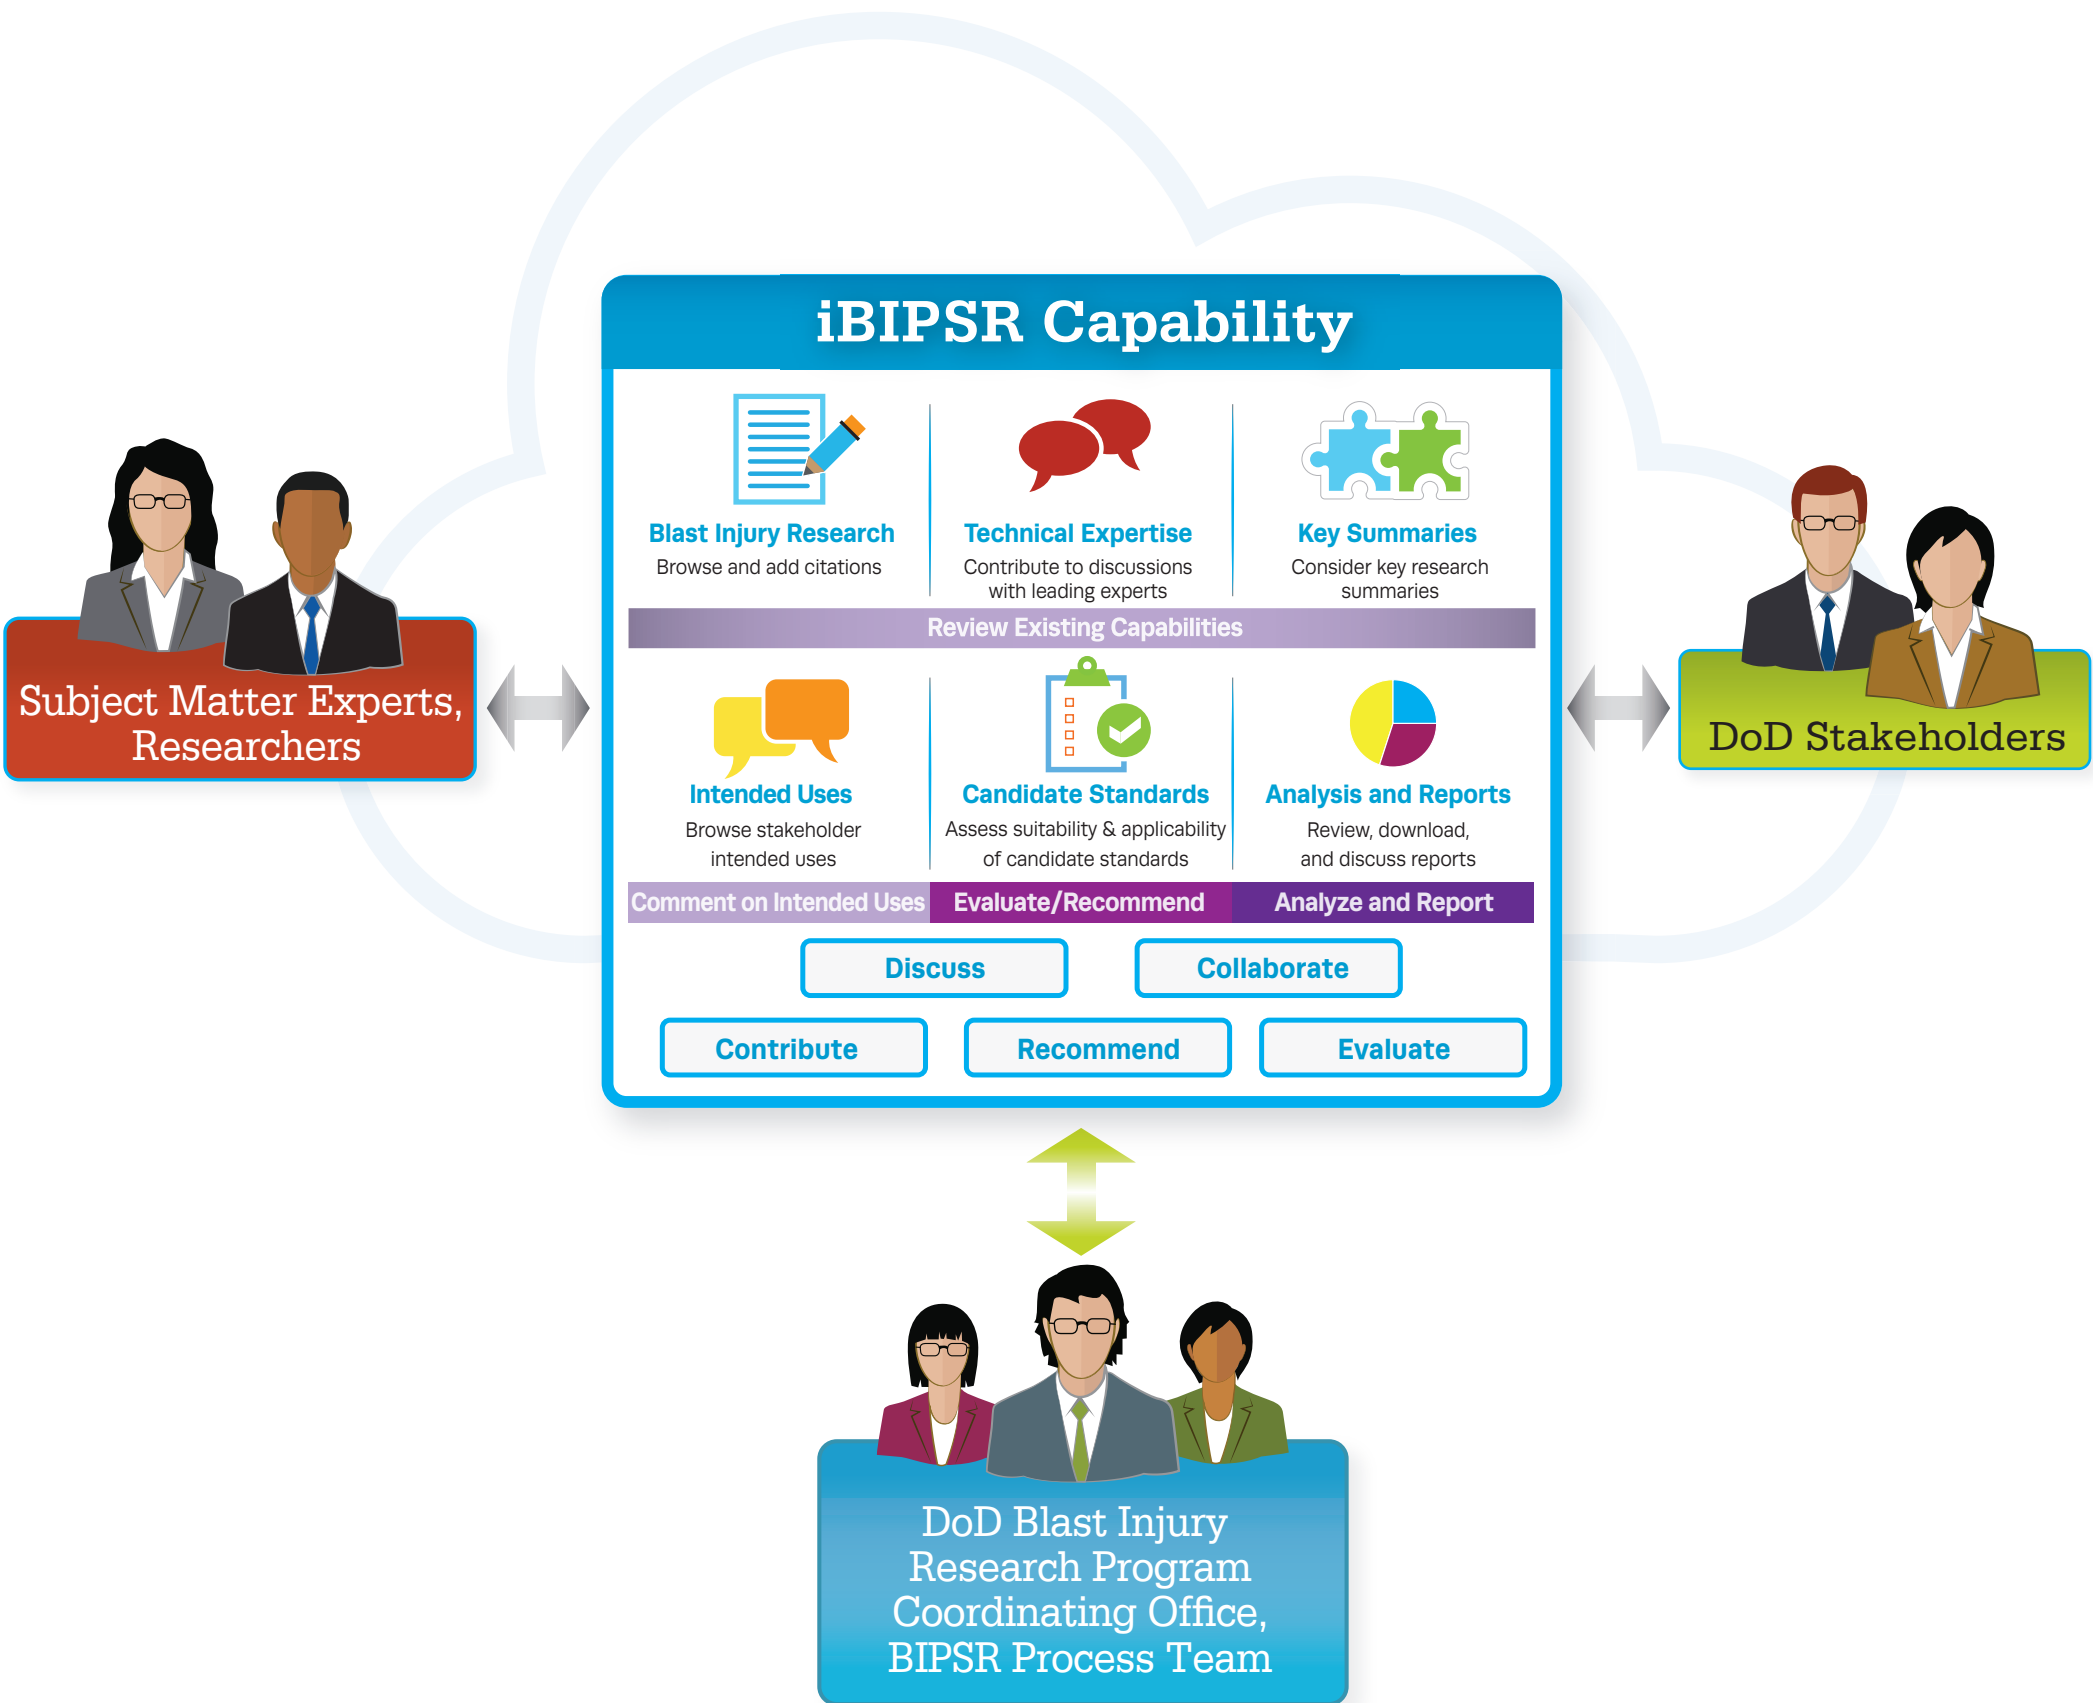 iBIPSR Capability
Blast Injury Research
Browse and add citations
Technical Expertise
Contribute to discussions
with leading experts
Key Summaries
Consider key research
summaries
Review Existing Capabilities
Subject Matter Experts,
Researchers
DoD Stakeholders
Intended Uses
Browse stakeholder
intended uses
Candidate Standards
Assess suitability & applicability
of candidate standards
Analysis and Reports
Review, download,
and discuss reports
Comment on Intended Uses
Evaluate/Recommend
Analyze and Report
Discuss
Collaborate
Contribute
Recommend
Evaluate
DoD Blast Injury
Research Program
Coordinating Office,
BIPSR Process Team